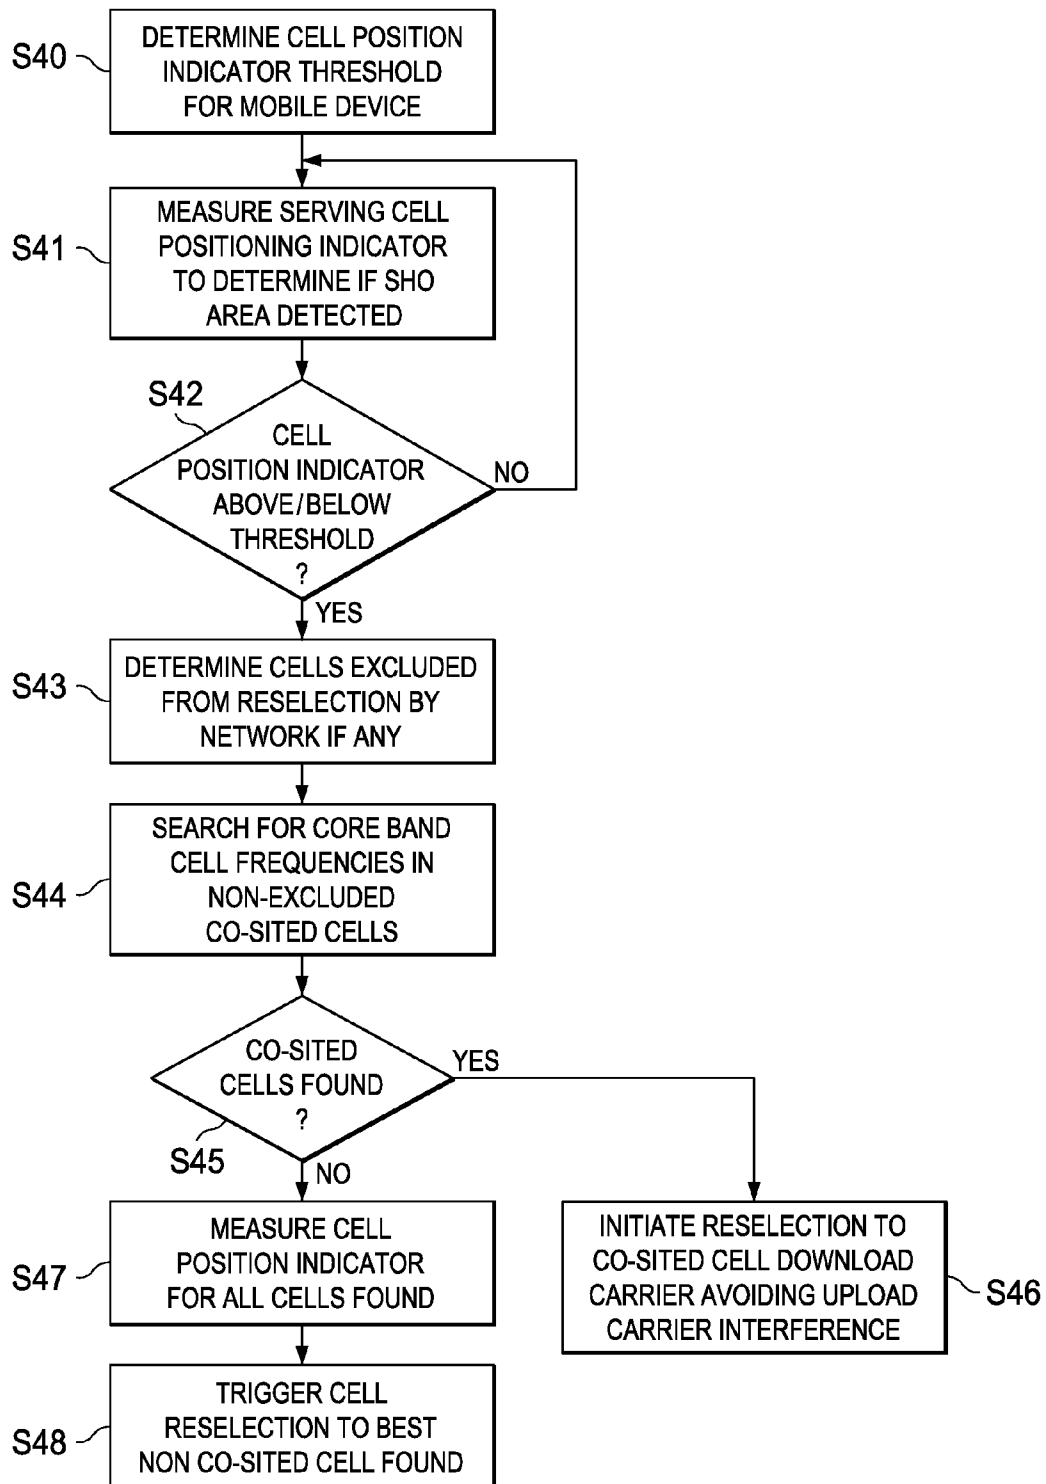 S40
DETERMINE CELL POSITION
INDICATOR THRESHOLD
FOR MOBILE DEVICE
S41
MEASURE SERVING CELL
POSITIONING INDICATOR
TO DETERMINE IF SHO
AREA DETECTED
S42
CELL
POSITION INDICATOR
ABOVE/BELOW
THRESHOLD
?
NO
YES
S43
DETERMINE CELLS EXCLUDED
FROM RESELECTION BY
NETWORK IF ANY
S44
SEARCH FOR CORE BAND
CELL FREQUENCIES IN
NON-EXCLUDED
CO-SITED CELLS
CO-SITED
CELLS FOUND
?
YES
S45
NO
S47
MEASURE CELL
POSITION INDICATOR
FOR ALL CELLS FOUND
INITIATE RESELECTION TO
CO-SITED CELL DOWNLOAD
CARRIER AVOIDING UPLOAD
CARRIER INTERFERENCE
S46
S48
TRIGGER CELL
RESELECTION TO BEST
NON CO-SITED CELL FOUND